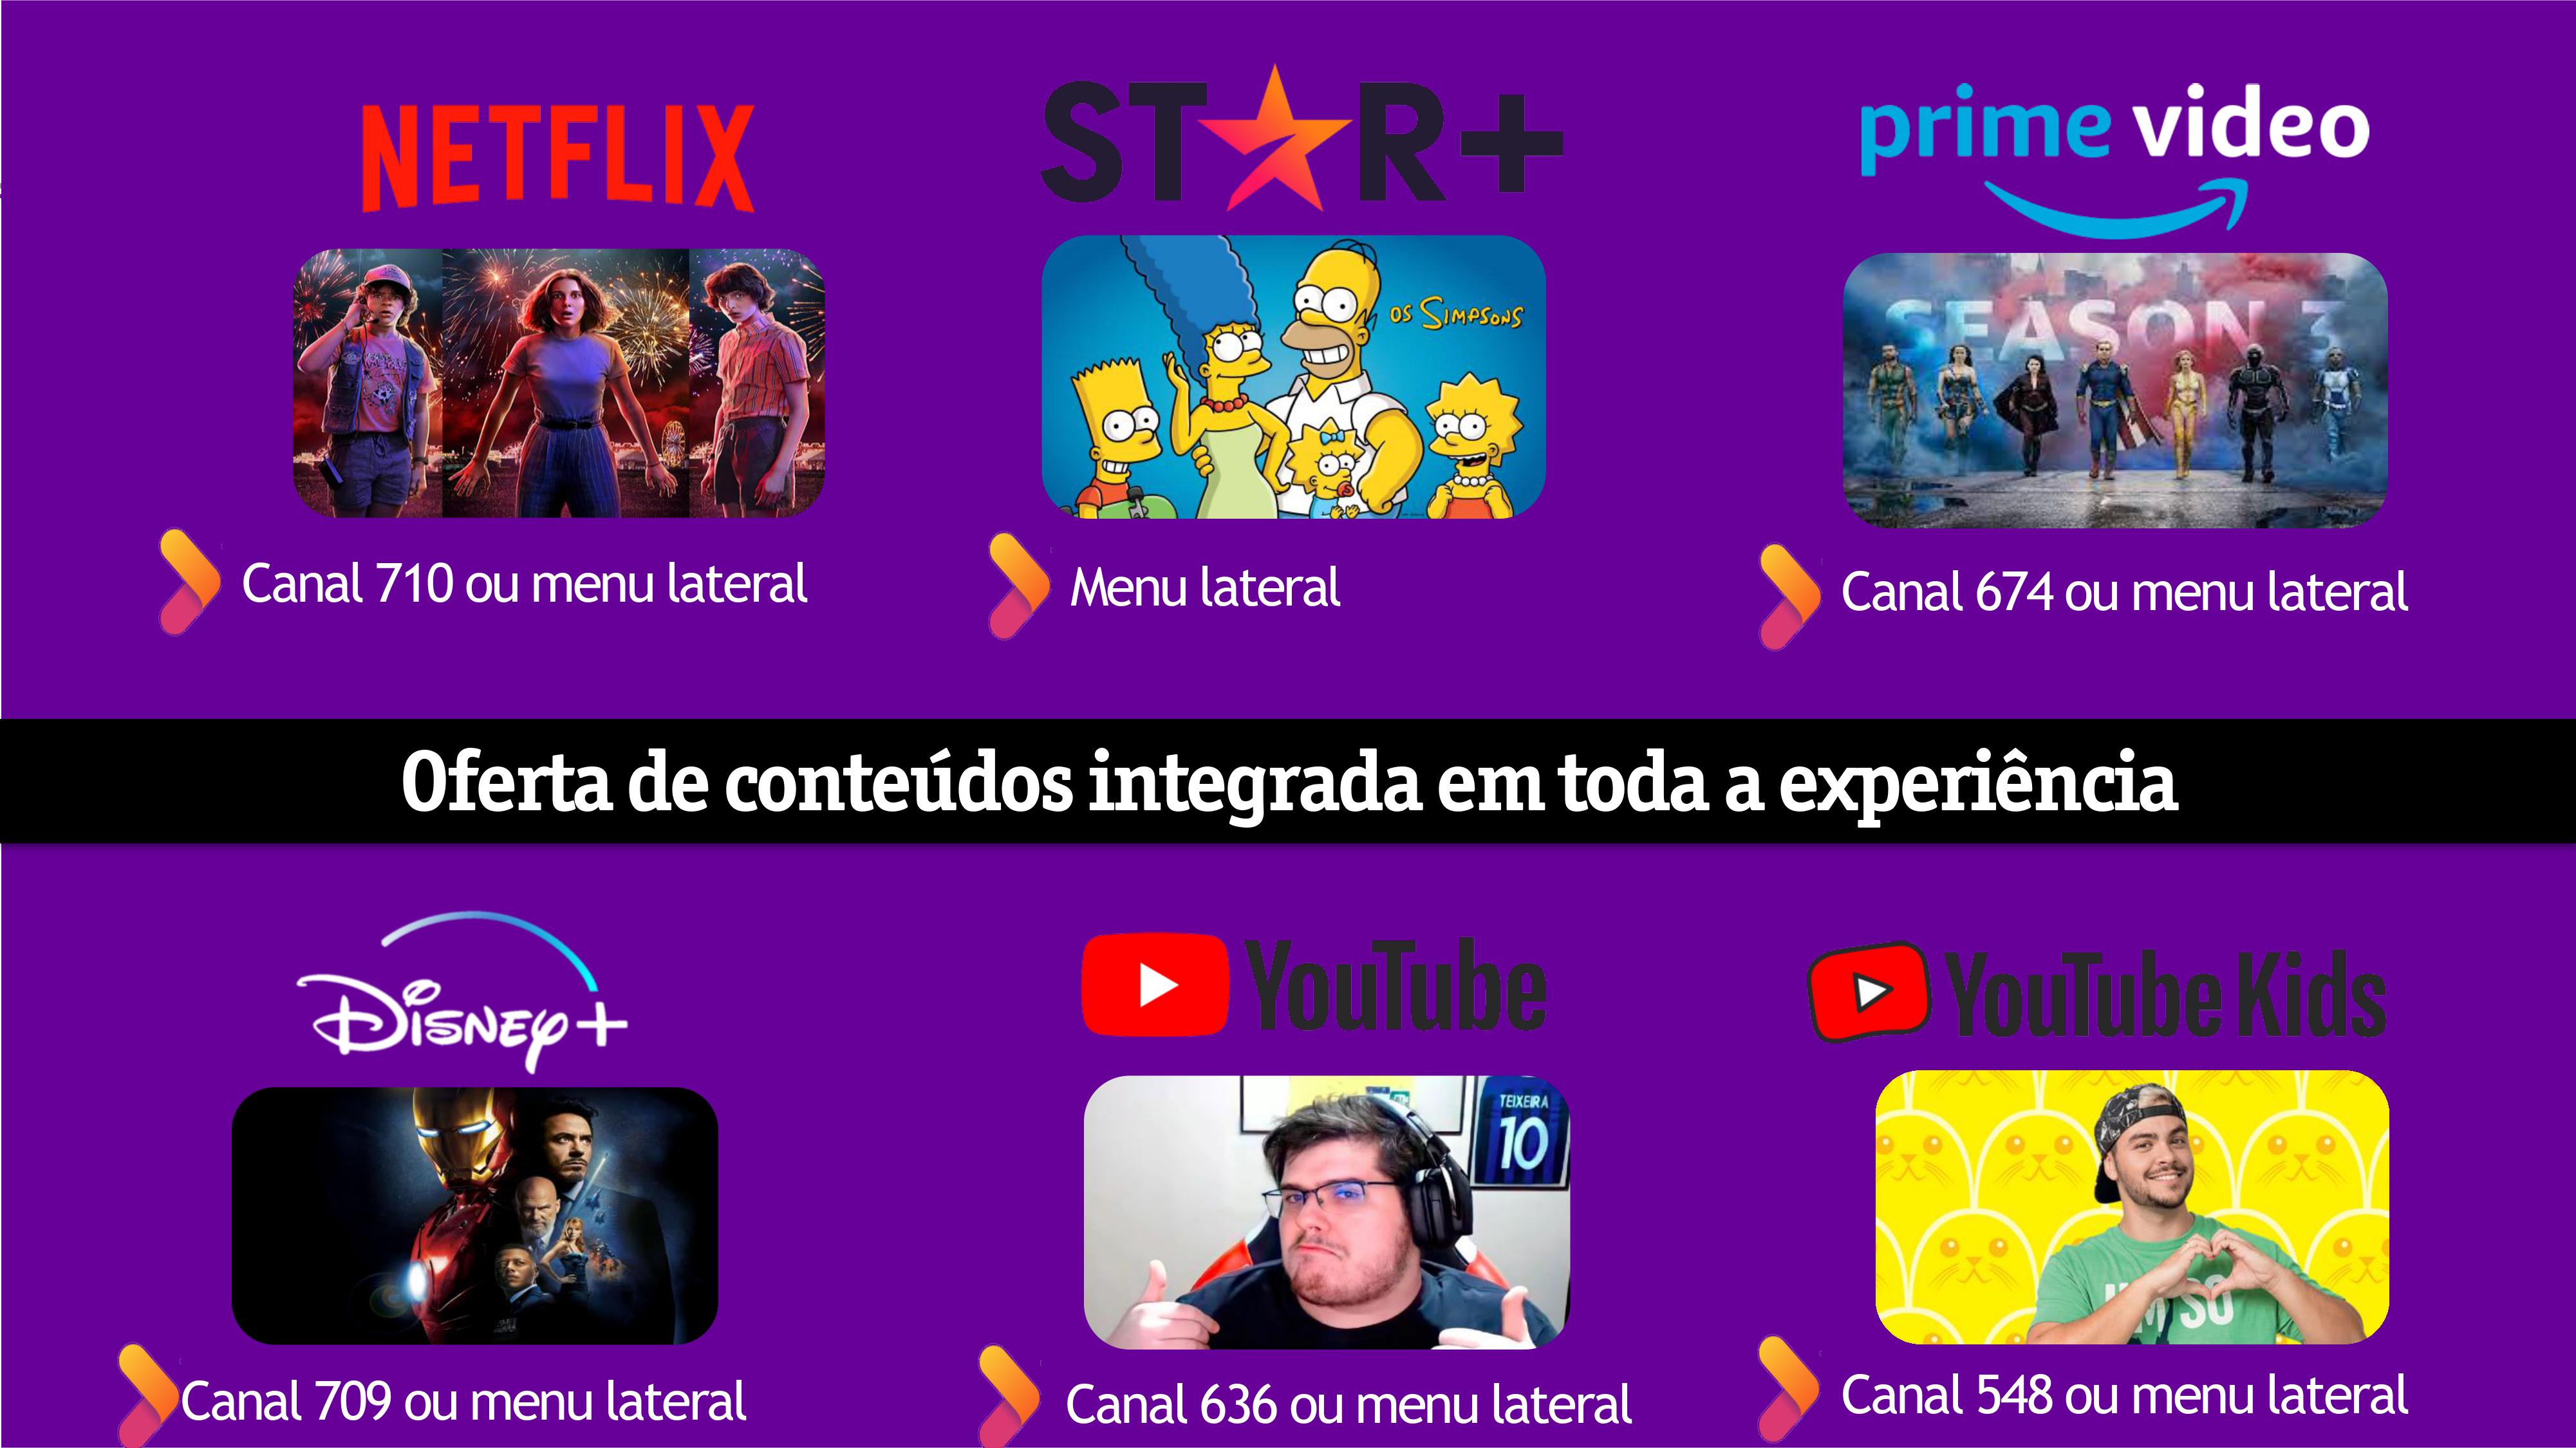 NETFLIX
STAR+
prime video
OS SIMPSONS
SEASON 3
Canal 710 ou menu lateral
Menu lateral
Canal 674 ou menu lateral
Oferta de conteúdos integrada em toda a experiência
Disney+
YouTube
YouTube Kids
TEIXEIRA
10
I'M SO
Canal 709 ou menu lateral
Canal 636 ou menu lateral
Canal 548 ou menu lateral